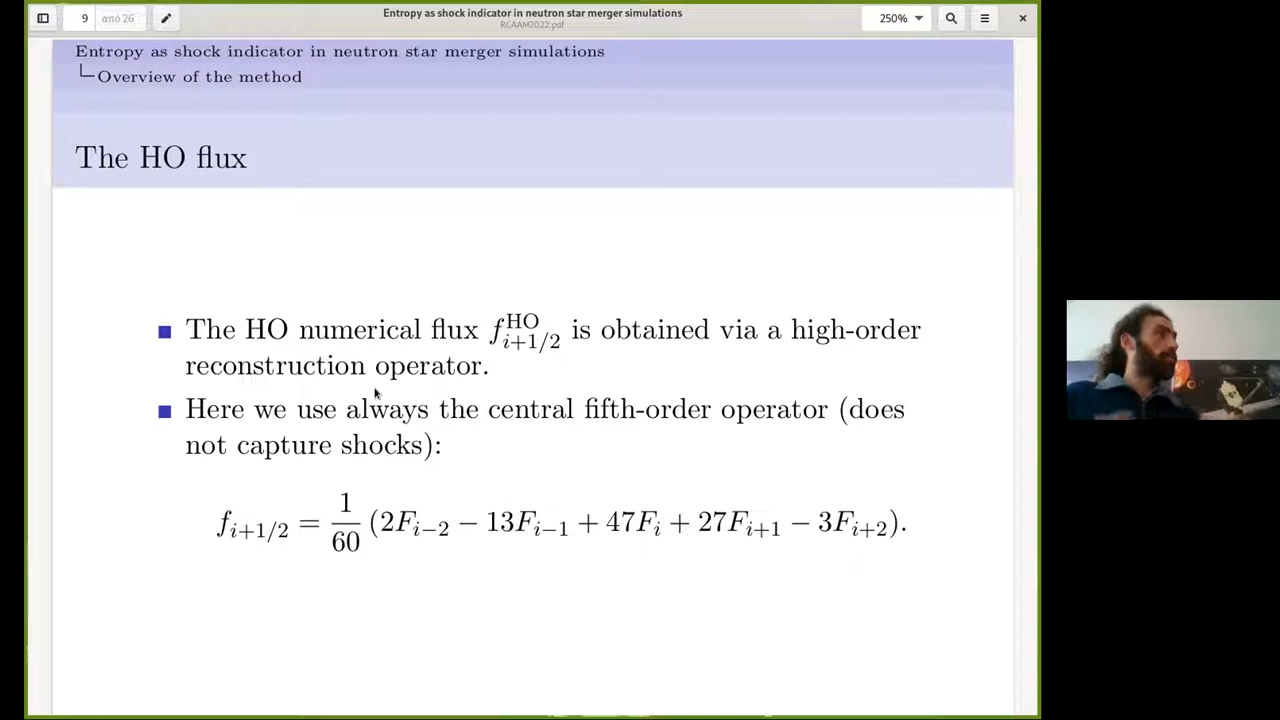 9 από 26
Entropy as shock indicator in neutron star merger simulations
RCAAM2022.pdf
250%
Entropy as shock indicator in neutron star merger simulations
Overview of the method
The HO flux
The HO numerical flux f_{i+1/2}^{HO} is obtained via a high-order
reconstruction operator.
Here we use always the central fifth-order operator (does
not capture shocks):
f_{i+1/2} = \frac{1}{60} (2F_{i−2} − 13F_{i−1} + 47F_i + 27F_{i+1} − 3F_{i+2}).